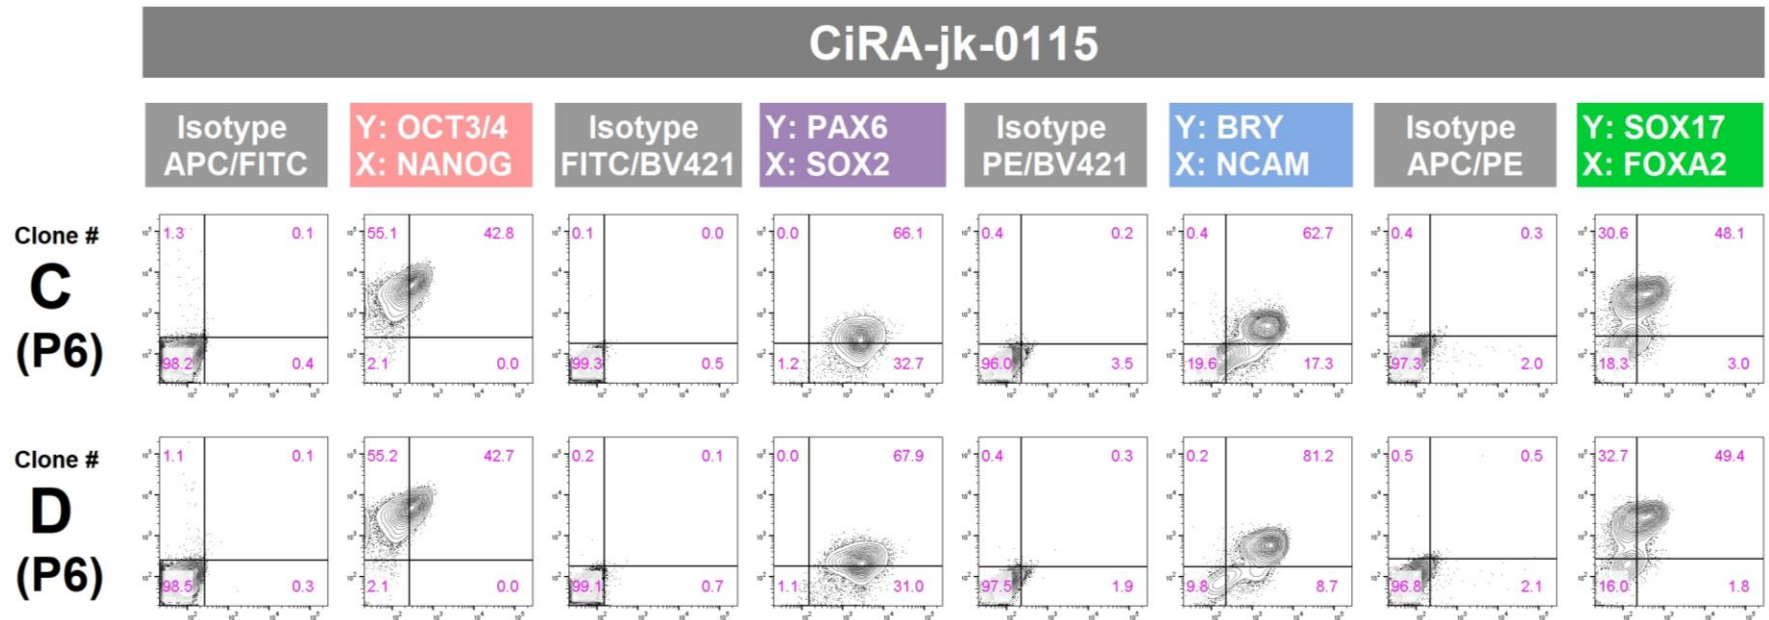 CiRA-jk-0115
Isotype
APC/FITC
Y: OCT3/4
X: NANOG
Isotype
FITC/BV421
Y: PAX6
X: SOX2
Isotype
PE/BV421
Y: BRY
X: NCAM
Isotype
APC/PE
Y: SOX17
X: FOXA2
Clone #
C
(P6)
1.3 0.1
98.2 0.4
55.1 42.8
2.1 0.0
0.1 0.0
99.3 0.5
0.0 66.1
1.2 32.7
0.4 0.2
96.0 3.5
0.4 62.7
19.6 17.3
0.4 0.3
97.3 2.0
30.6 48.1
18.3 3.0
Clone #
D
(P6)
1.1 0.1
98.5 0.3
55.2 42.7
2.1 0.0
0.2 0.1
99.1 0.7
0.0 67.9
1.1 31.0
0.4 0.3
97.5 1.9
0.2 81.2
9.8 8.7
0.5 0.5
96.8 2.1
32.7 49.4
16.0 1.8